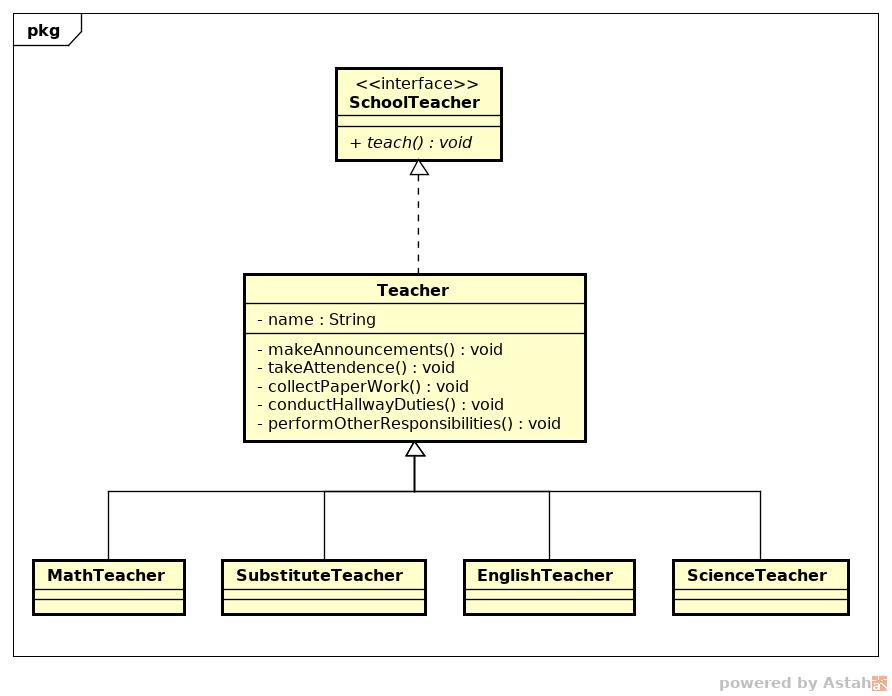 pkg
<<interface>>
SchoolTeacher
+ teach() : void
Teacher
- name : String
- makeAnnouncements() : void
- takeAttendence() : void
- collectPaperWork() : void
- conductHallwayDuties() : void
- performOtherResponsibilities() : void
MathTeacher
SubstituteTeacher
EnglishTeacher
ScienceTeacher
powered by Astah